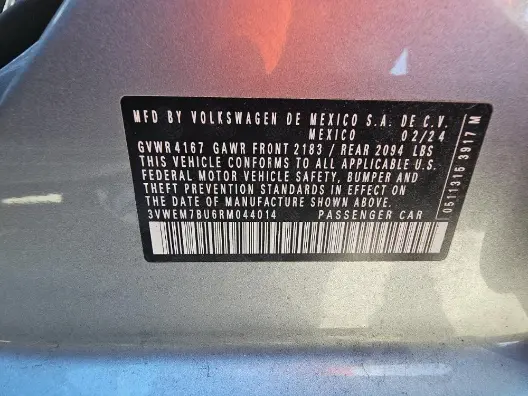 MFD BY VOLKSWAGEN DE MEXICO S.A. DE C.V.
MEXICO 02/24
GVWR 4167 GAWR FRONT 2183 / REAR 2094 LBS
THIS VEHICLE CONFORMS TO ALL APPLICABLE U.S.
FEDERAL MOTOR VEHICLE SAFETY, BUMPER AND
THEFT PREVENTION STANDARDS IN EFFECT ON THE
DATE OF MANUFACTURE SHOWN ABOVE.
3VWEM7BU6RM044014 PASSENGER CAR
0511315 3917 M